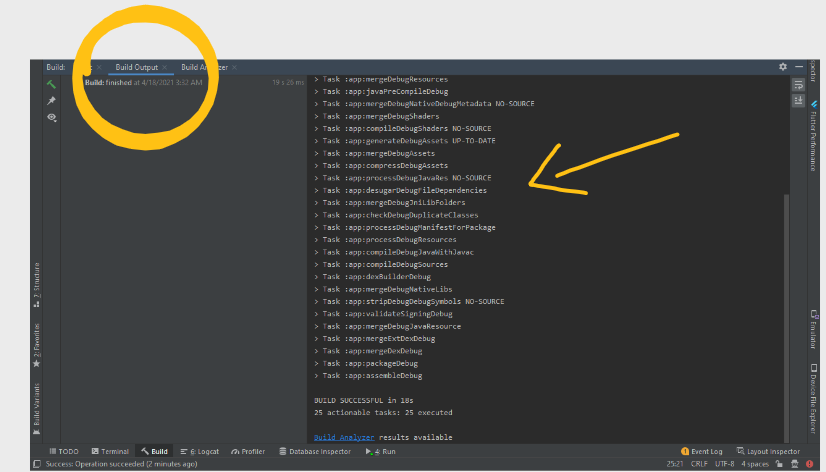 Build:
Build Output ×
Build Analyzer ×
Build: finished at 4/18/2021 3:32 AM
19 s 26 ms
> Task :app:mergeDebugResources
> Task :app:javaPreCompileDebug
> Task :app:mergeDebugNativeDebugMetadata NO-SOURCE
> Task :app:mergeDebugShaders
> Task :app:compileDebugShaders NO-SOURCE
> Task :app:generateDebugAssets UP-TO-DATE
> Task :app:mergeDebugAssets
> Task :app:compressDebugAssets
> Task :app:processDebugJavaRes NO-SOURCE
> Task :app:desugarDebugFileDependencies
> Task :app:mergeDebugJniLibFolders
> Task :app:checkDebugDuplicateClasses
> Task :app:processDebugManifestForPackage
> Task :app:processDebugResources
> Task :app:compileDebugJavaWithJavac
> Task :app:compileDebugSources
> Task :app:dexBuilderDebug
> Task :app:mergeDebugNativeLibs
> Task :app:stripDebugDebugSymbols NO-SOURCE
> Task :app:validateSigningDebug
> Task :app:mergeDebugJavaResource
> Task :app:mergeExtDexDebug
> Task :app:mergeDexDebug
> Task :app:packageDebug
> Task :app:assembleDebug
BUILD SUCCESSFUL in 18s
25 actionable tasks: 25 executed
Build Analyzer results available
7: Structure
2: Favorites
Build Variants
Flutter Performance
Emulator
Device File Explorer
TODO
Terminal
Build
6: Logcat
Profiler
Database Inspector
4: Run
Event Log
Layout Inspector
Success: Operation succeeded (2 minutes ago)
25:21 CRLF UTF-8 4 spaces